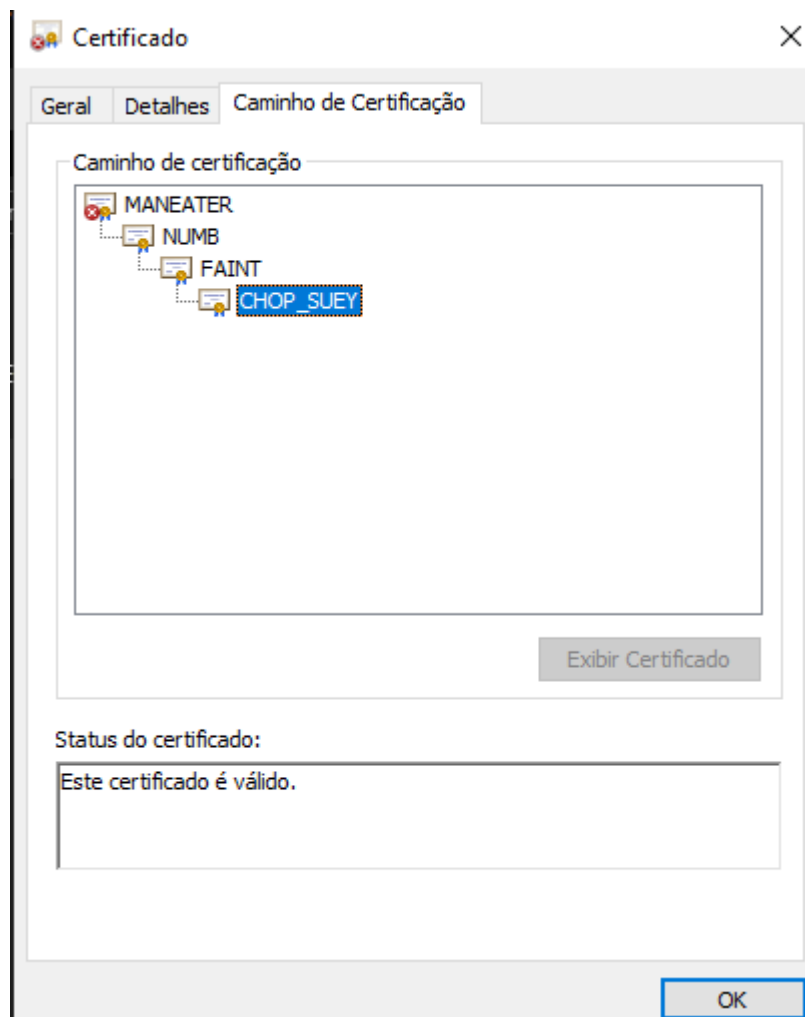 Certificado
Geral Detalhes Caminho de Certificação
Caminho de certificação
MANEATER
NUMB
FAINT
CHOP_SUEY
Exibir Certificado
Status do certificado:
Este certificado é válido.
OK